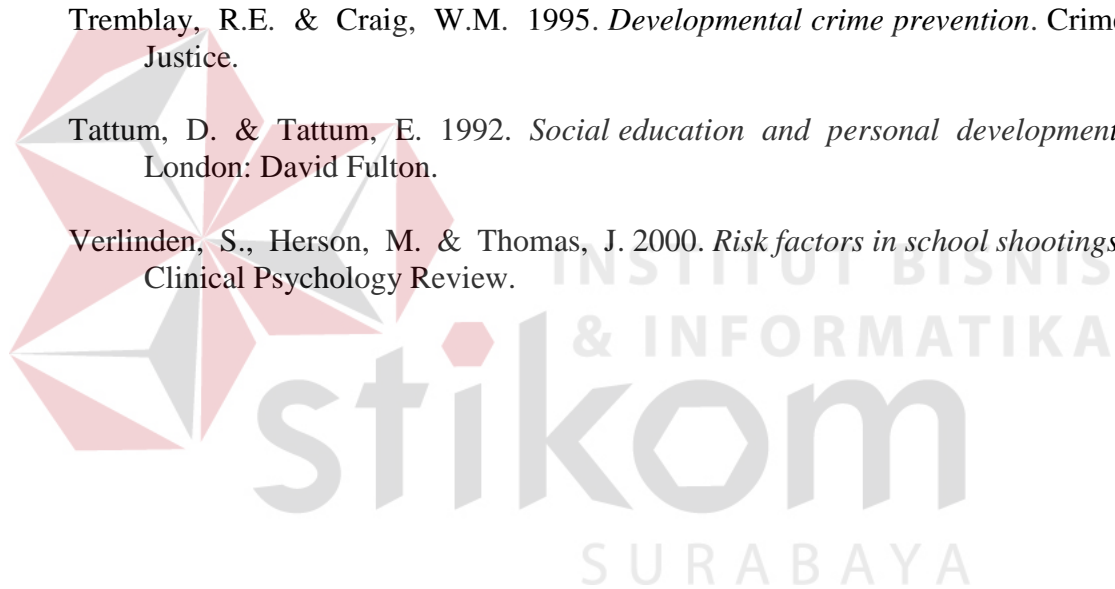 Tremblay, R.E. & Craig, W.M. 1995. Developmental crime prevention. Crime
Justice.
Tattum, D. & Tattum, E. 1992. Social education and personal development
London: David Fulton.
Verlinden, S., Herson, M. & Thomas, J. 2000. Risk factors in school shootings
Clinical Psychology Review.
INSTITUT BISNIS
& INFORMATIKA
stikom
SURABAYA